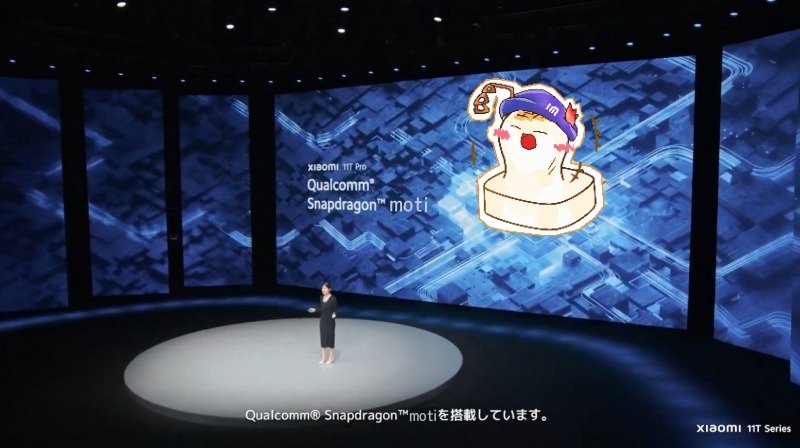 xiaomi 11T Pro
Qualcomm®
Snapdragon™ moti
Qualcomm® Snapdragon™motiを搭載しています。
xiaomi 11T Series